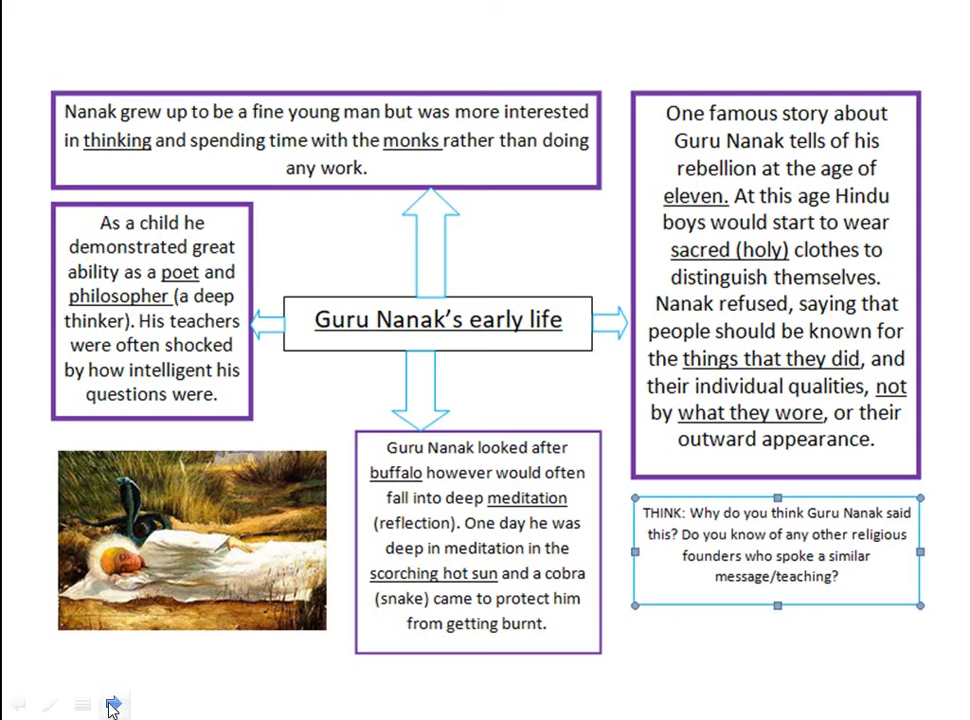 Nanak grew up to be a fine young man but was more interested
in thinking and spending time with the monks rather than doing
any work.
As a child he
demonstrated great
ability as a poet and
philosopher (a deep
thinker). His teachers
were often shocked
by how intelligent his
questions were.
Guru Nanak's early life
One famous story about
Guru Nanak tells of his
rebellion at the age of
eleven. At this age Hindu
boys would start to wear
sacred (holy) clothes to
distinguish themselves.
Nanak refused, saying that
people should be known for
the things that they did, and
their individual qualities, not
by what they wore, or their
outward appearance.
Guru Nanak looked after
buffalo however would often
fall into deep meditation
(reflection). One day he was
deep in meditation in the
scorching hot sun and a cobra
(snake) came to protect him
from getting burnt.
THINK: Why do you think Guru Nanak said
this? Do you know of any other religious
founders who spoke a similar
message/teaching?